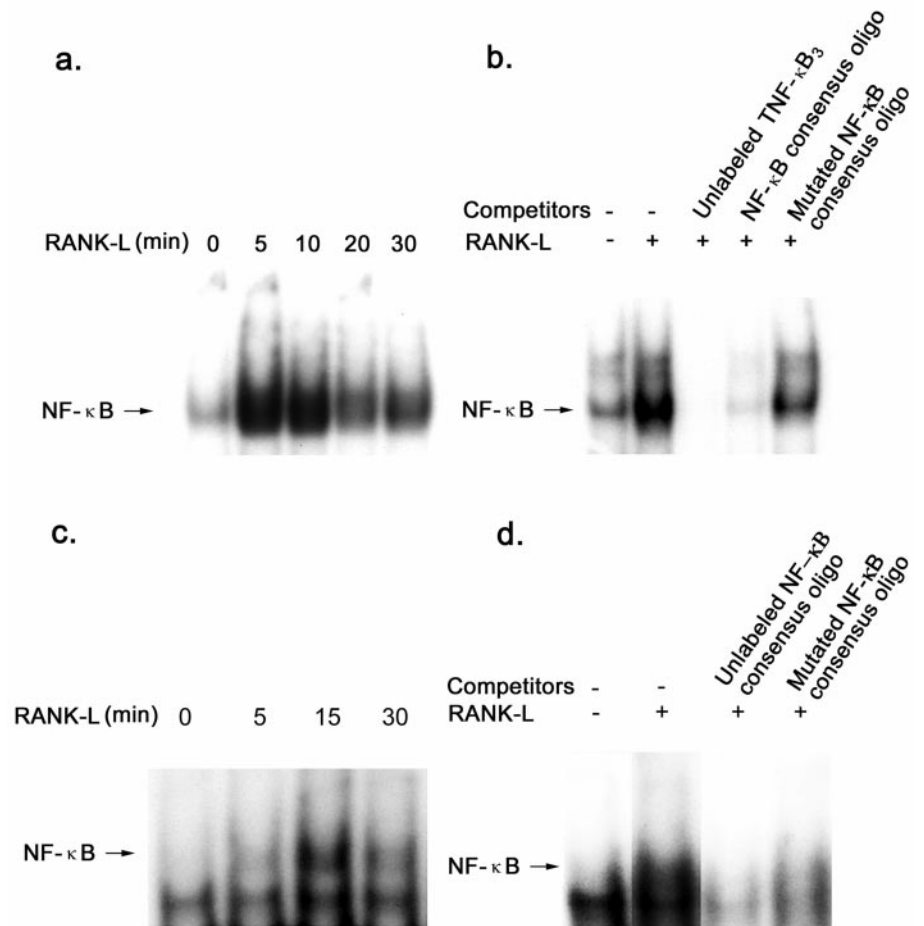 a.
RANK-L (min) 0 5 10 20 30
NF-κB →
b.
Unlabeled TNF-κB₃
NF-κB consensus oligo
Mutated NF-κB
consensus oligo
Competitors - -
RANK-L - + + + +
NF-κB →
c.
RANK-L (min) 0 5 15 30
NF-κB →
d.
Unlabeled NF-κB
consensus oligo
Mutated NF-κB
consensus oligo
Competitors - -
RANK-L - + + +
NF-κB →